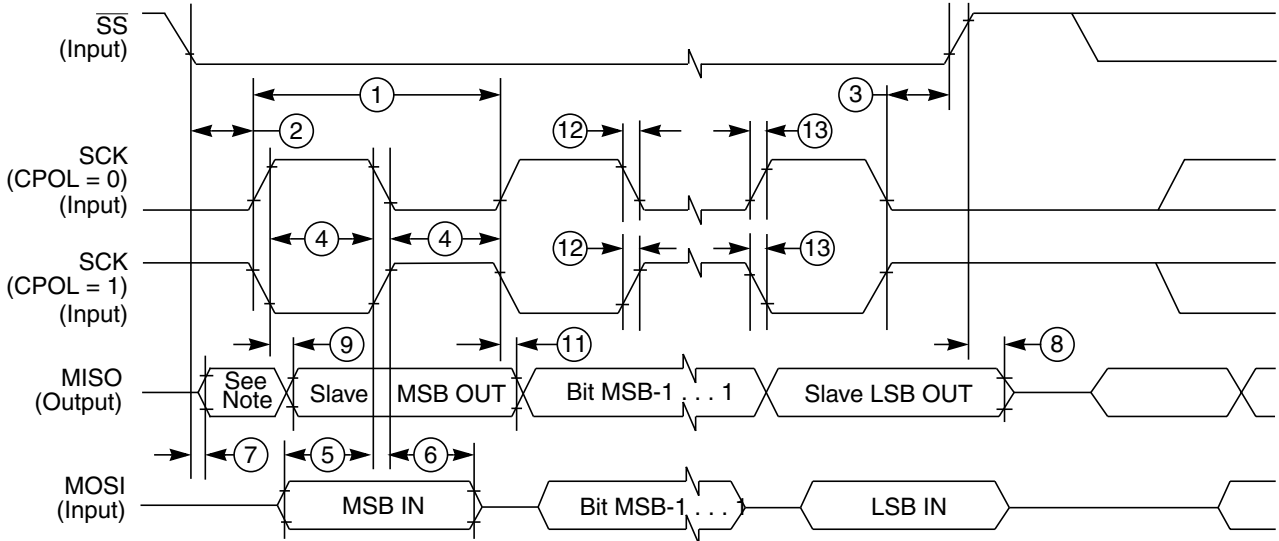 SS
(Input)
1
3
2
12
13
SCK
(CPOL = 0)
(Input)
4
4
12
13
SCK
(CPOL = 1)
(Input)
9
11
8
MISO
(Output)
See
Note
Slave
MSB OUT
Bit MSB-1 . . . 1
Slave LSB OUT
7
5
6
MOSI
(Input)
MSB IN
Bit MSB-1 . . . 1
LSB IN